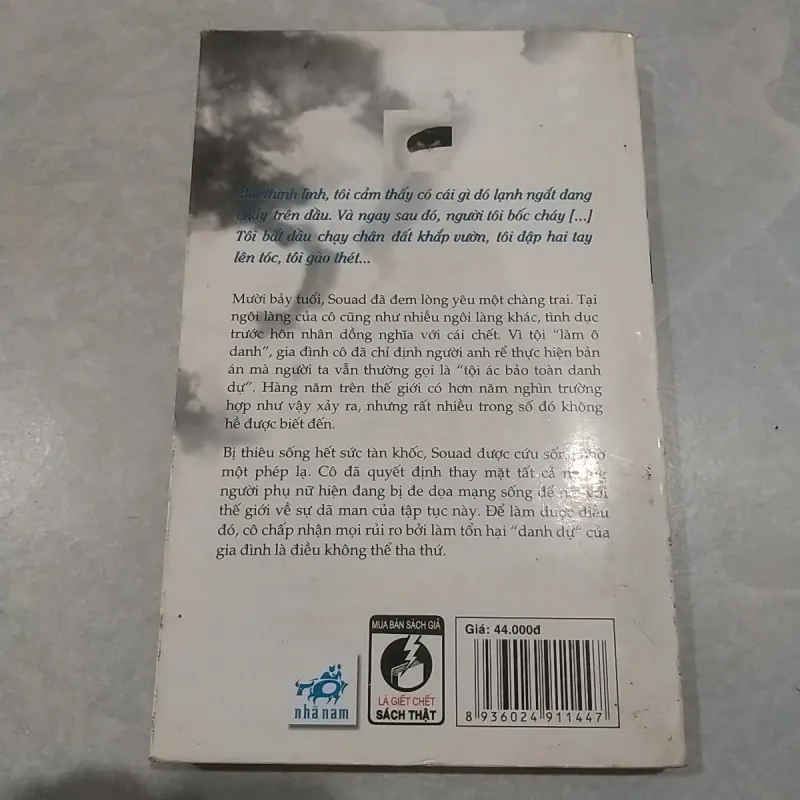 thình lình, tôi cảm thấy có cái gì đó lạnh ngắt đang
chảy trên đầu. Và ngay sau đó, người tôi bốc cháy [...]
Tôi bắt đầu chạy chân đất khắp vườn, tôi đập hai tay
lên tóc, tôi gào thét...
Mười bảy tuổi, Souad đã đem lòng yêu một chàng trai. Tại
ngôi làng của cô cũng như nhiều ngôi làng khác, tình dục
trước hôn nhân đồng nghĩa với cái chết. Vì tội “làm ô
danh”, gia đình cô đã chỉ định người anh rể thực hiện bản
án mà người ta vẫn thường gọi là “tội ác bảo toàn danh
dự”. Hàng năm trên thế giới có hơn năm nghìn trường
hợp như vậy xảy ra, nhưng rất nhiều trong số đó không
hề được biết đến.
Bị thiêu sống hết sức tàn khốc, Souad được cứu sống nhờ
một phép lạ. Cô đã quyết định thay mặt tất cả những
người phụ nữ hiện đang bị đe dọa mạng sống để nói với
thế giới về sự dã man của tập tục này. Để làm được điều
đó, cô chấp nhận mọi rủi ro bởi làm tổn hại “danh dự” của
gia đình là điều không thể tha thứ.
nhã nam
MUA BÁN SÁCH GIẢ
LÀ GIẾT CHẾT
SÁCH THẬT
Giá: 44.000đ
8 936024 911447